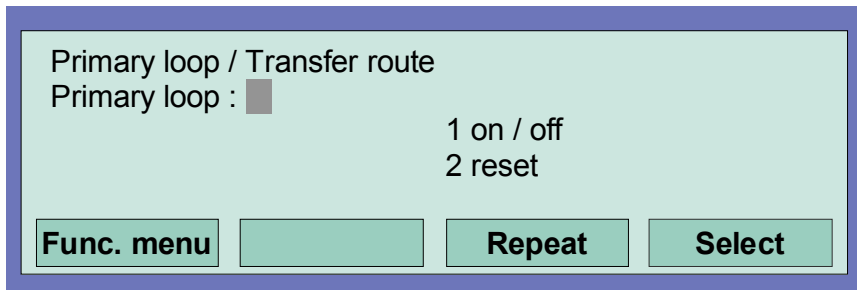 Primary loop / Transfer route
Primary loop :
1 on / off
2 reset
Func. menu
Repeat
Select